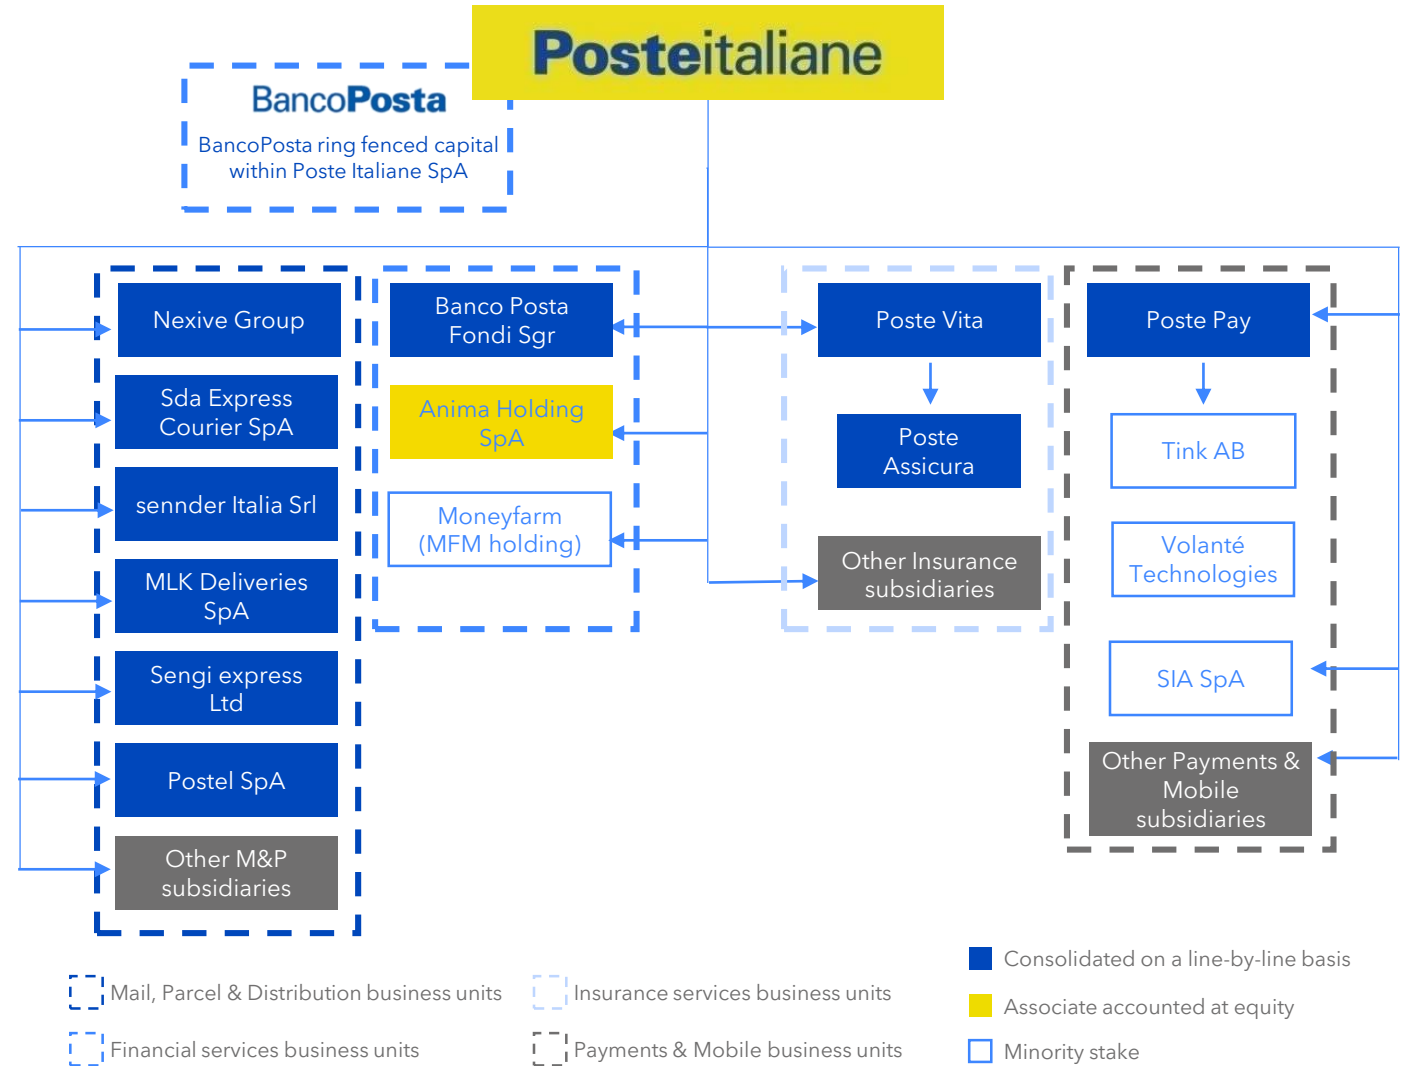 Posteitaliane
BancoPosta
BancoPosta ring fenced capital
within Poste Italiane SpA
Nexive Group
Sda Express
Courier SpA
sennder Italia Srl
MLK Deliveries
SpA
Sengi express
Ltd
Postel SpA
Other M&P
subsidiaries
Banco Posta
Fondi Sgr
Anima Holding
SpA
Moneyfarm
(MFM holding)
Poste Vita
Poste
Assicura
Other Insurance
subsidiaries
Poste Pay
Tink AB
Volanté
Technologies
SIA SpA
Other Payments &
Mobile
subsidiaries
Mail, Parcel & Distribution business units
Financial services business units
Insurance services business units
Payments & Mobile business units
Consolidated on a line-by-line basis
Associate accounted at equity
Minority stake